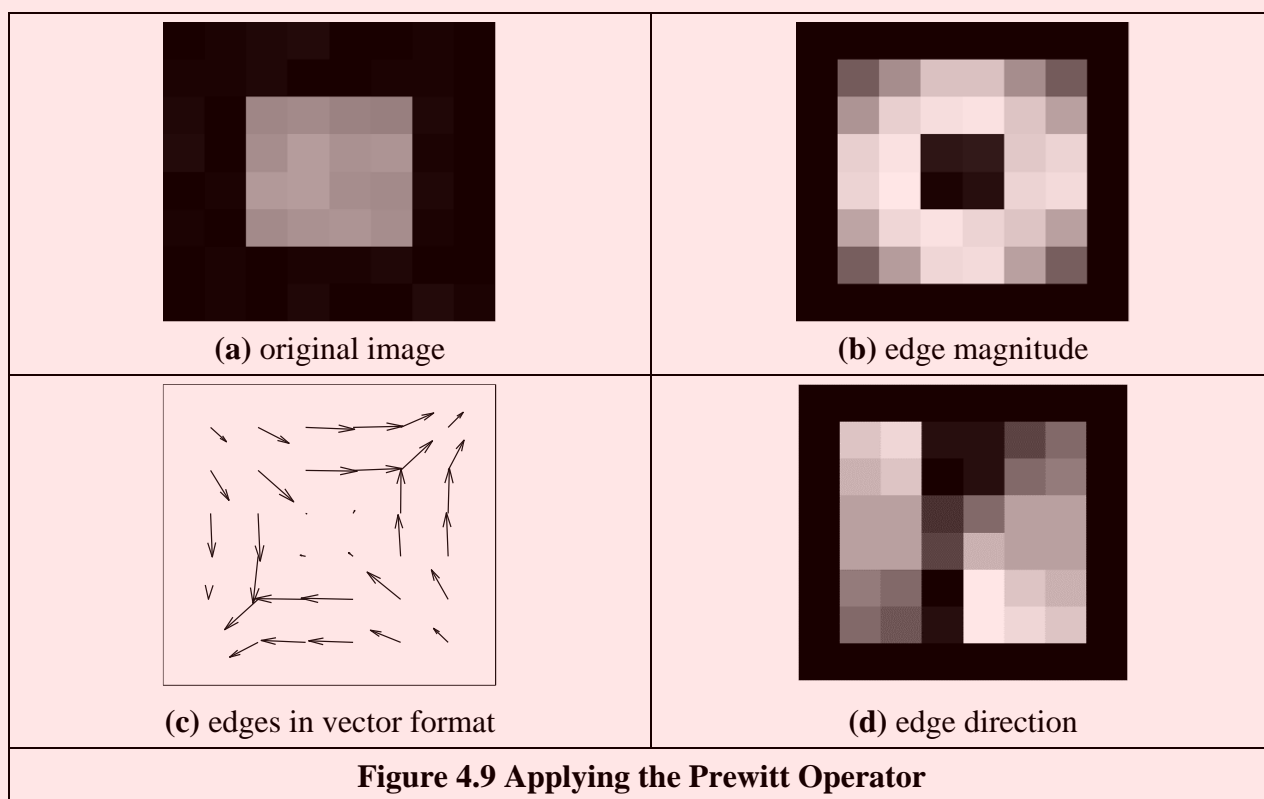 (a) original image
(b) edge magnitude
(c) edges in vector format
(d) edge direction
Figure 4.9 Applying the Prewitt Operator